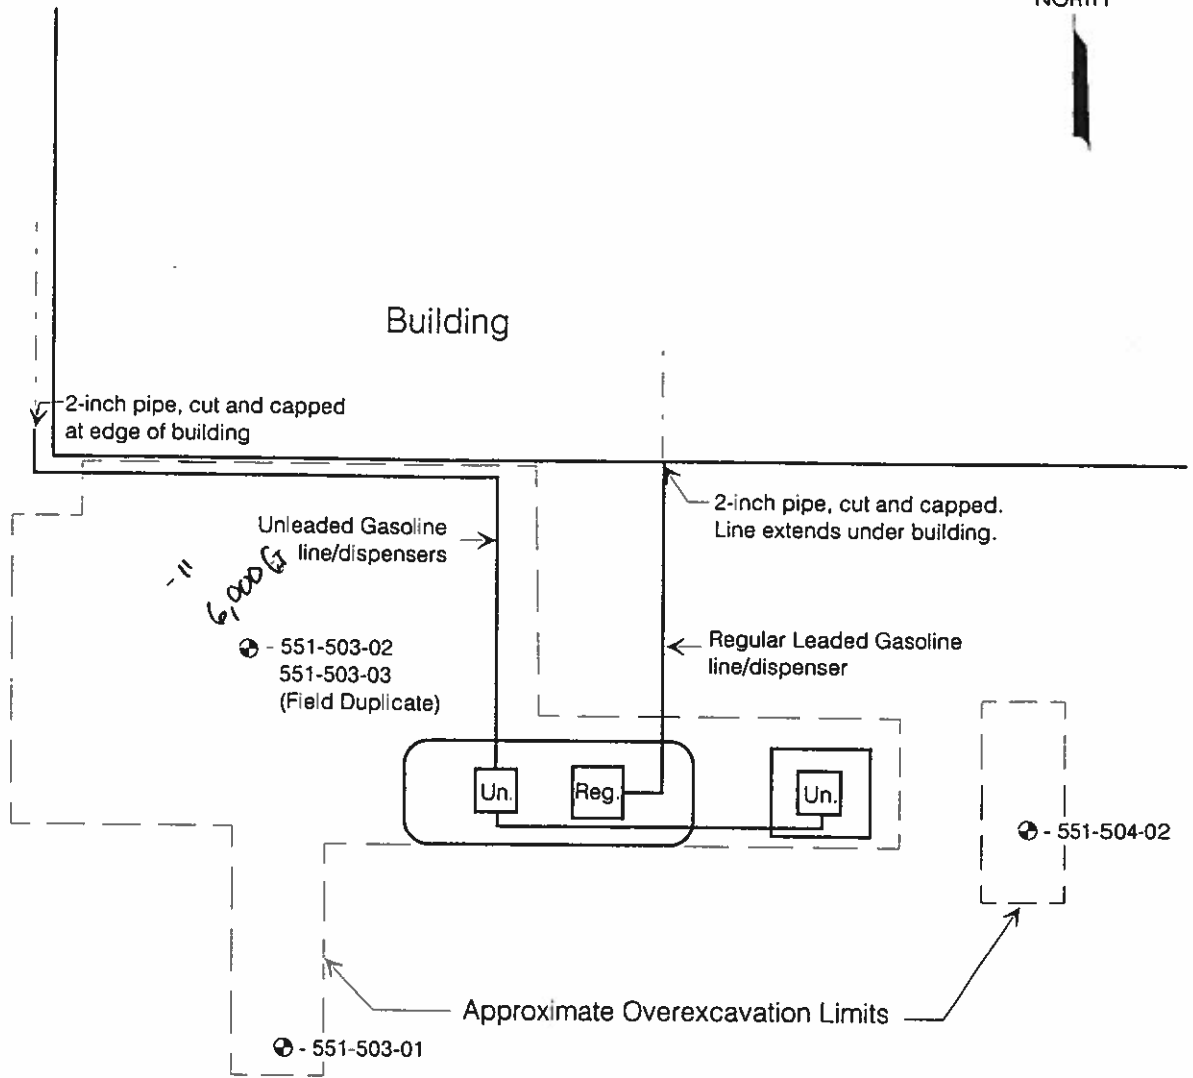 NORTH
Building
2-inch pipe, cut and capped
at edge of building
2-inch pipe, cut and capped.
Line extends under building.
Unleaded Gasoline
line/dispensers
-11
6,000 G
- 551-503-02
551-503-03
(Field Duplicate)
Regular Leaded Gasoline
line/dispenser
Un.
Reg.
Un.
- 551-504-02
Approximate Overexcavation Limits
- 551-503-01